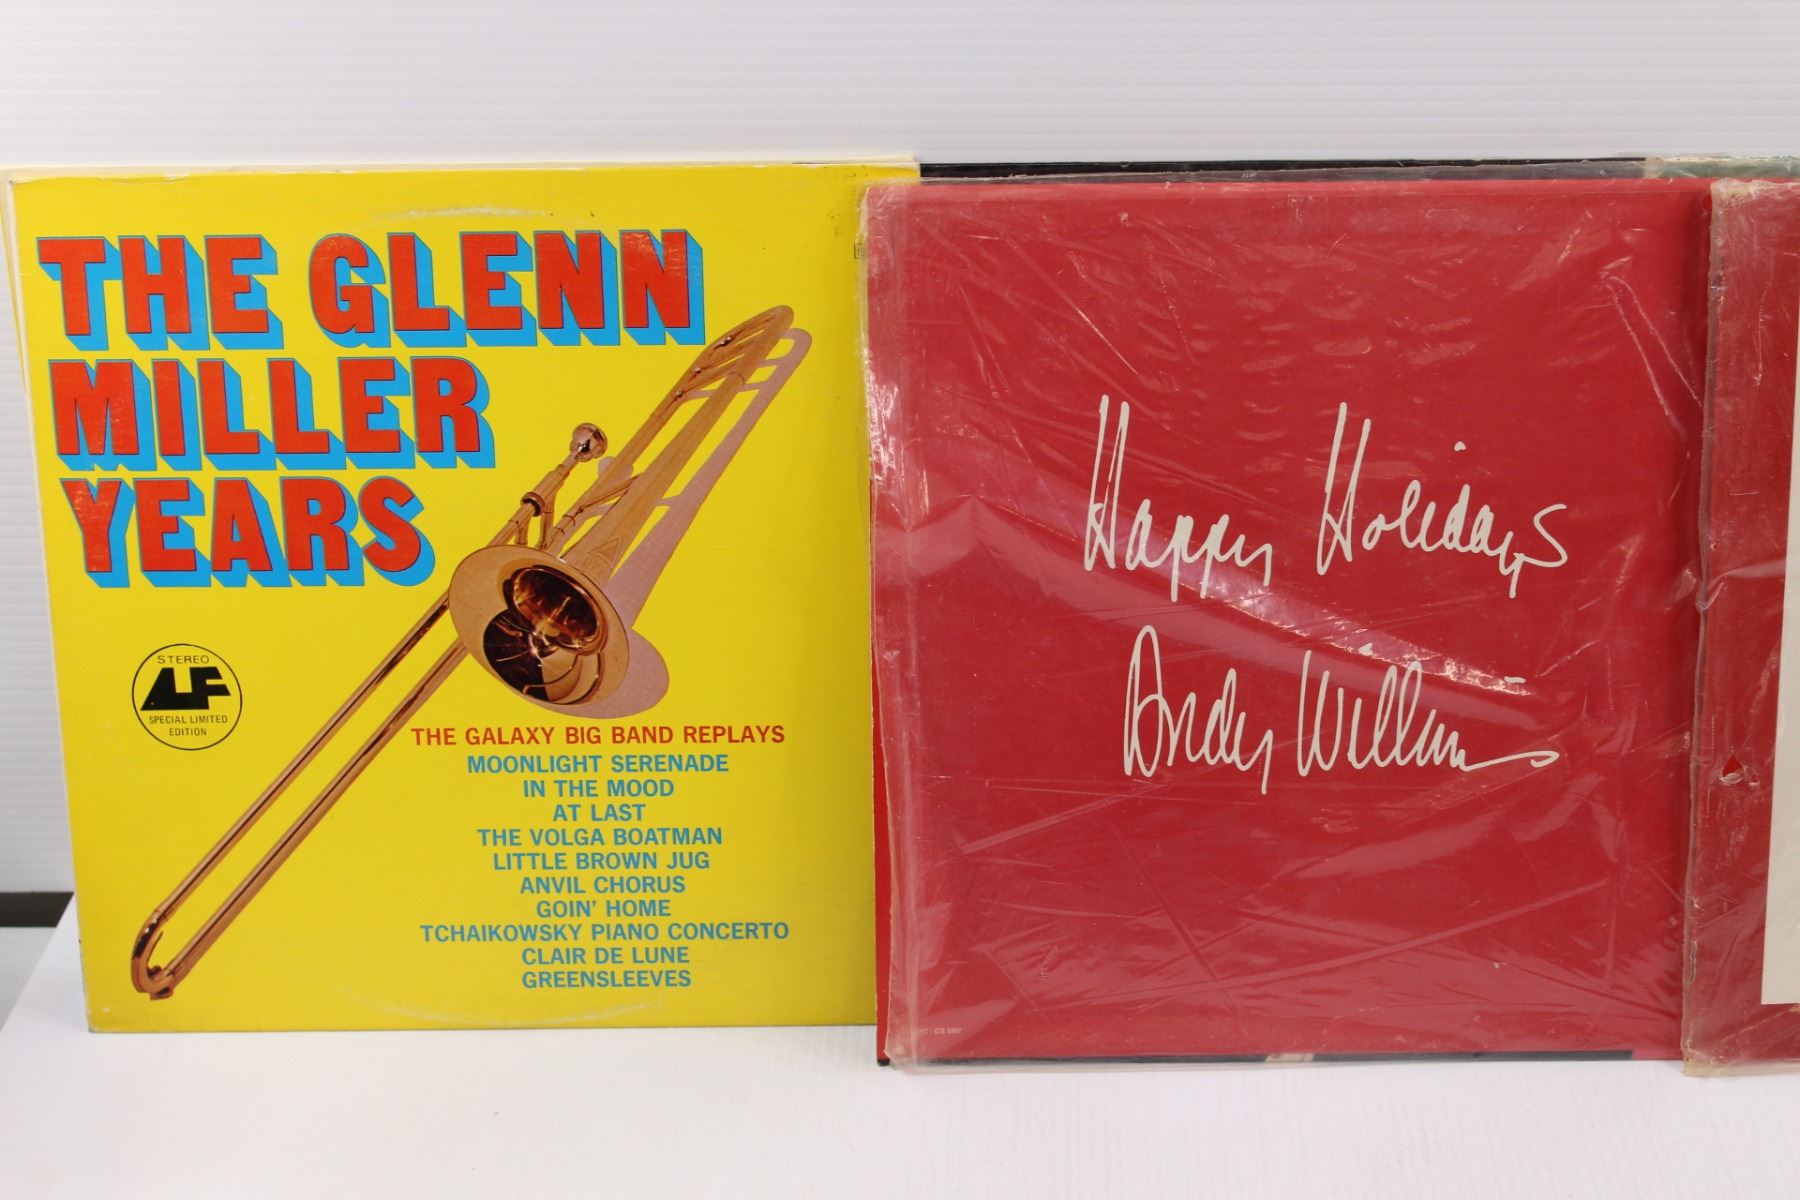 THE GLENN
MILLER
YEARS
STEREO
LF
SPECIAL LIMITED
EDITION
THE GALAXY BIG BAND REPLAYS
MOONLIGHT SERENADE
IN THE MOOD
AT LAST
THE VOLGA BOATMAN
LITTLE BROWN JUG
ANVIL CHORUS
GOIN' HOME
TCHAIKOWSKY PIANO CONCERTO
CLAIR DE LUNE
GREENSLEEVES
Happy Holidays
Andy Williams